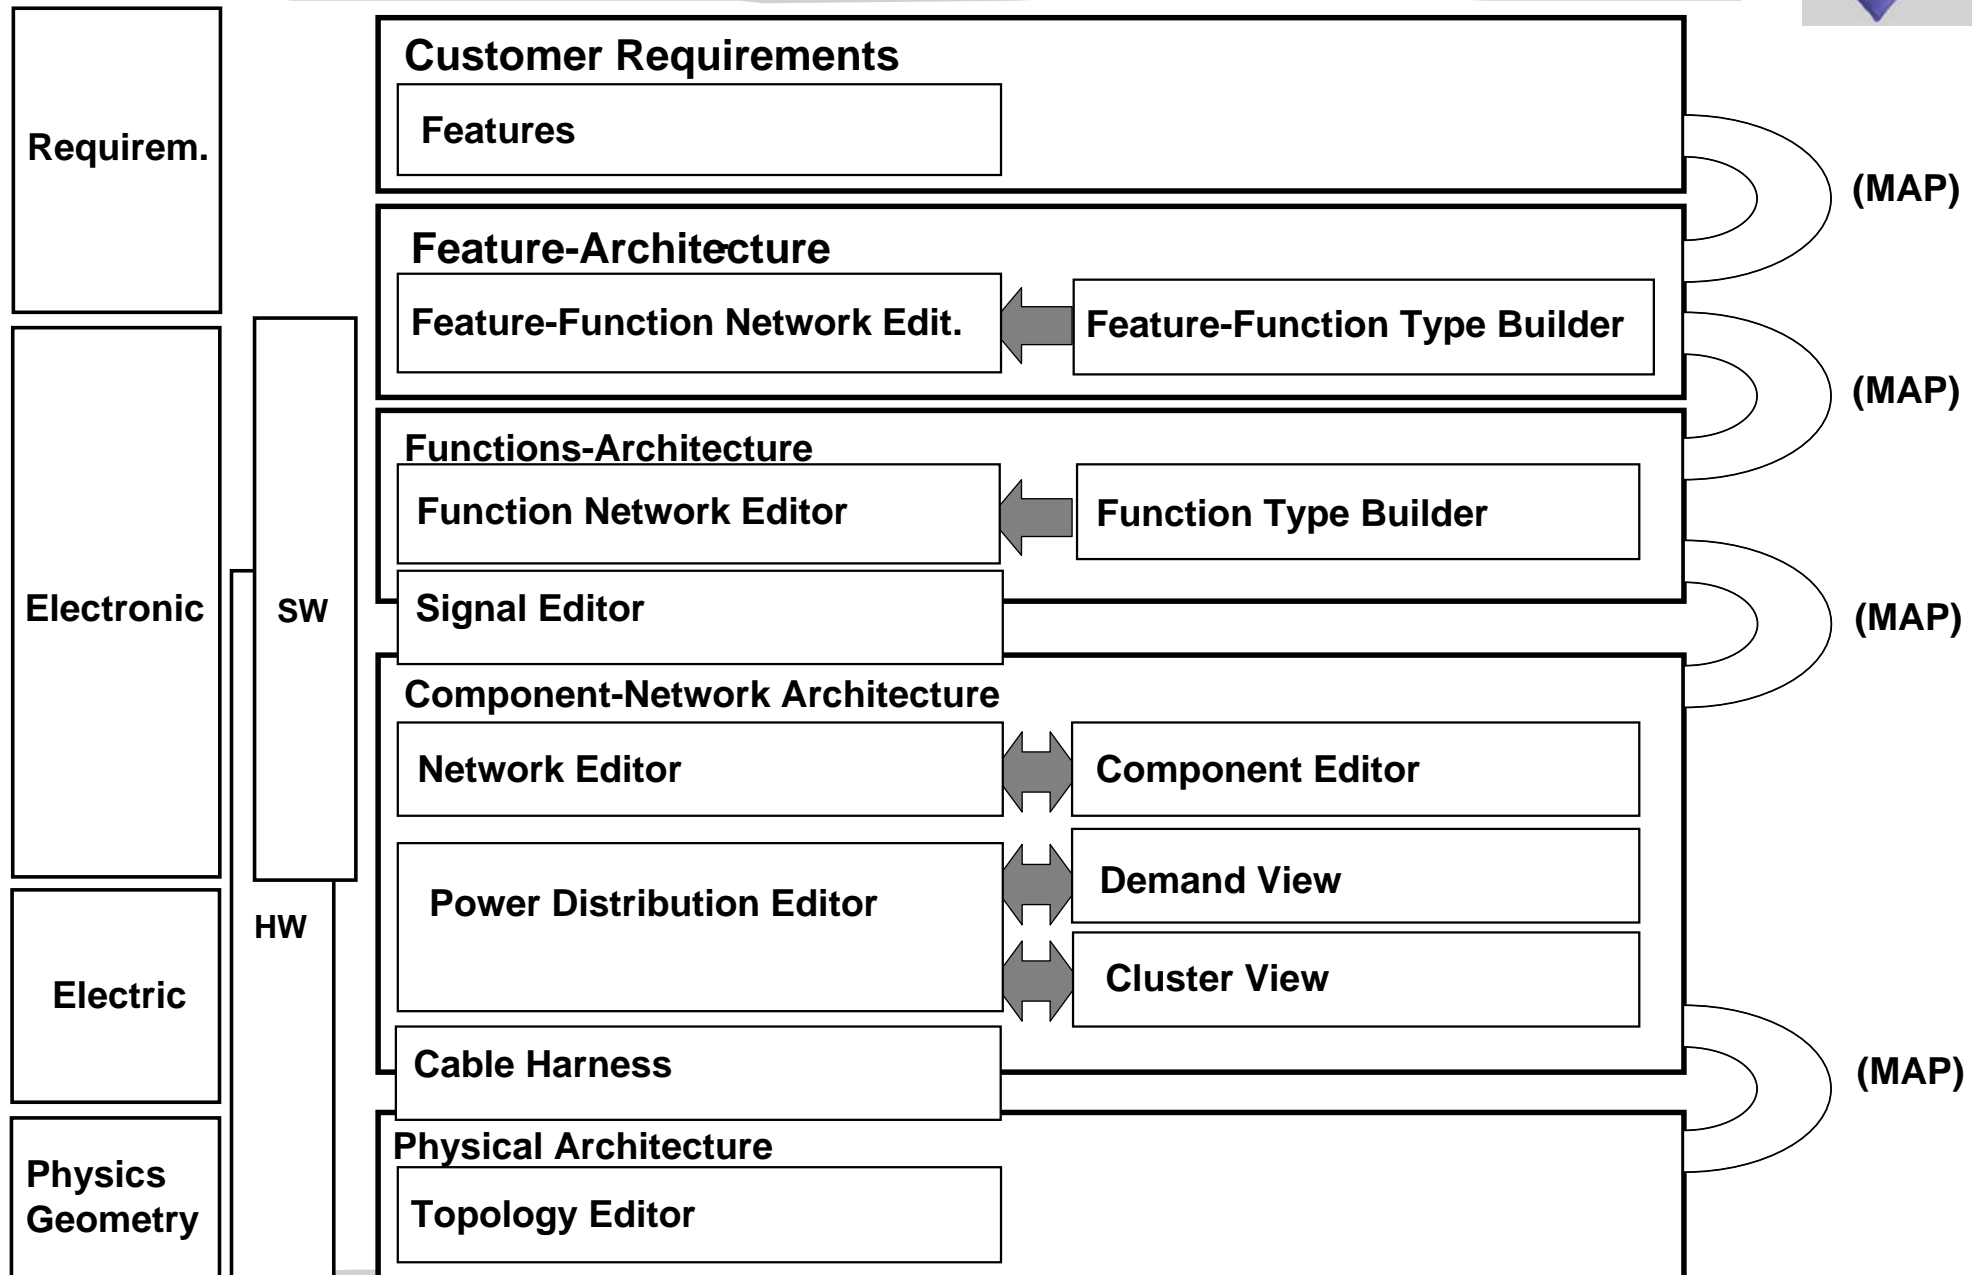 Requirem.
Customer Requirements
Features
(MAP)
Feature-Architecture
Feature-Function Network Edit.
Feature-Function Type Builder
(MAP)
Electronic
SW
Functions-Architecture
Function Network Editor
Function Type Builder
Signal Editor
(MAP)
Component-Network Architecture
Network Editor
Component Editor
Electric
HW
Power Distribution Editor
Demand View
Cluster View
Cable Harness
(MAP)
Physics
Geometry
Physical Architecture
Topology Editor